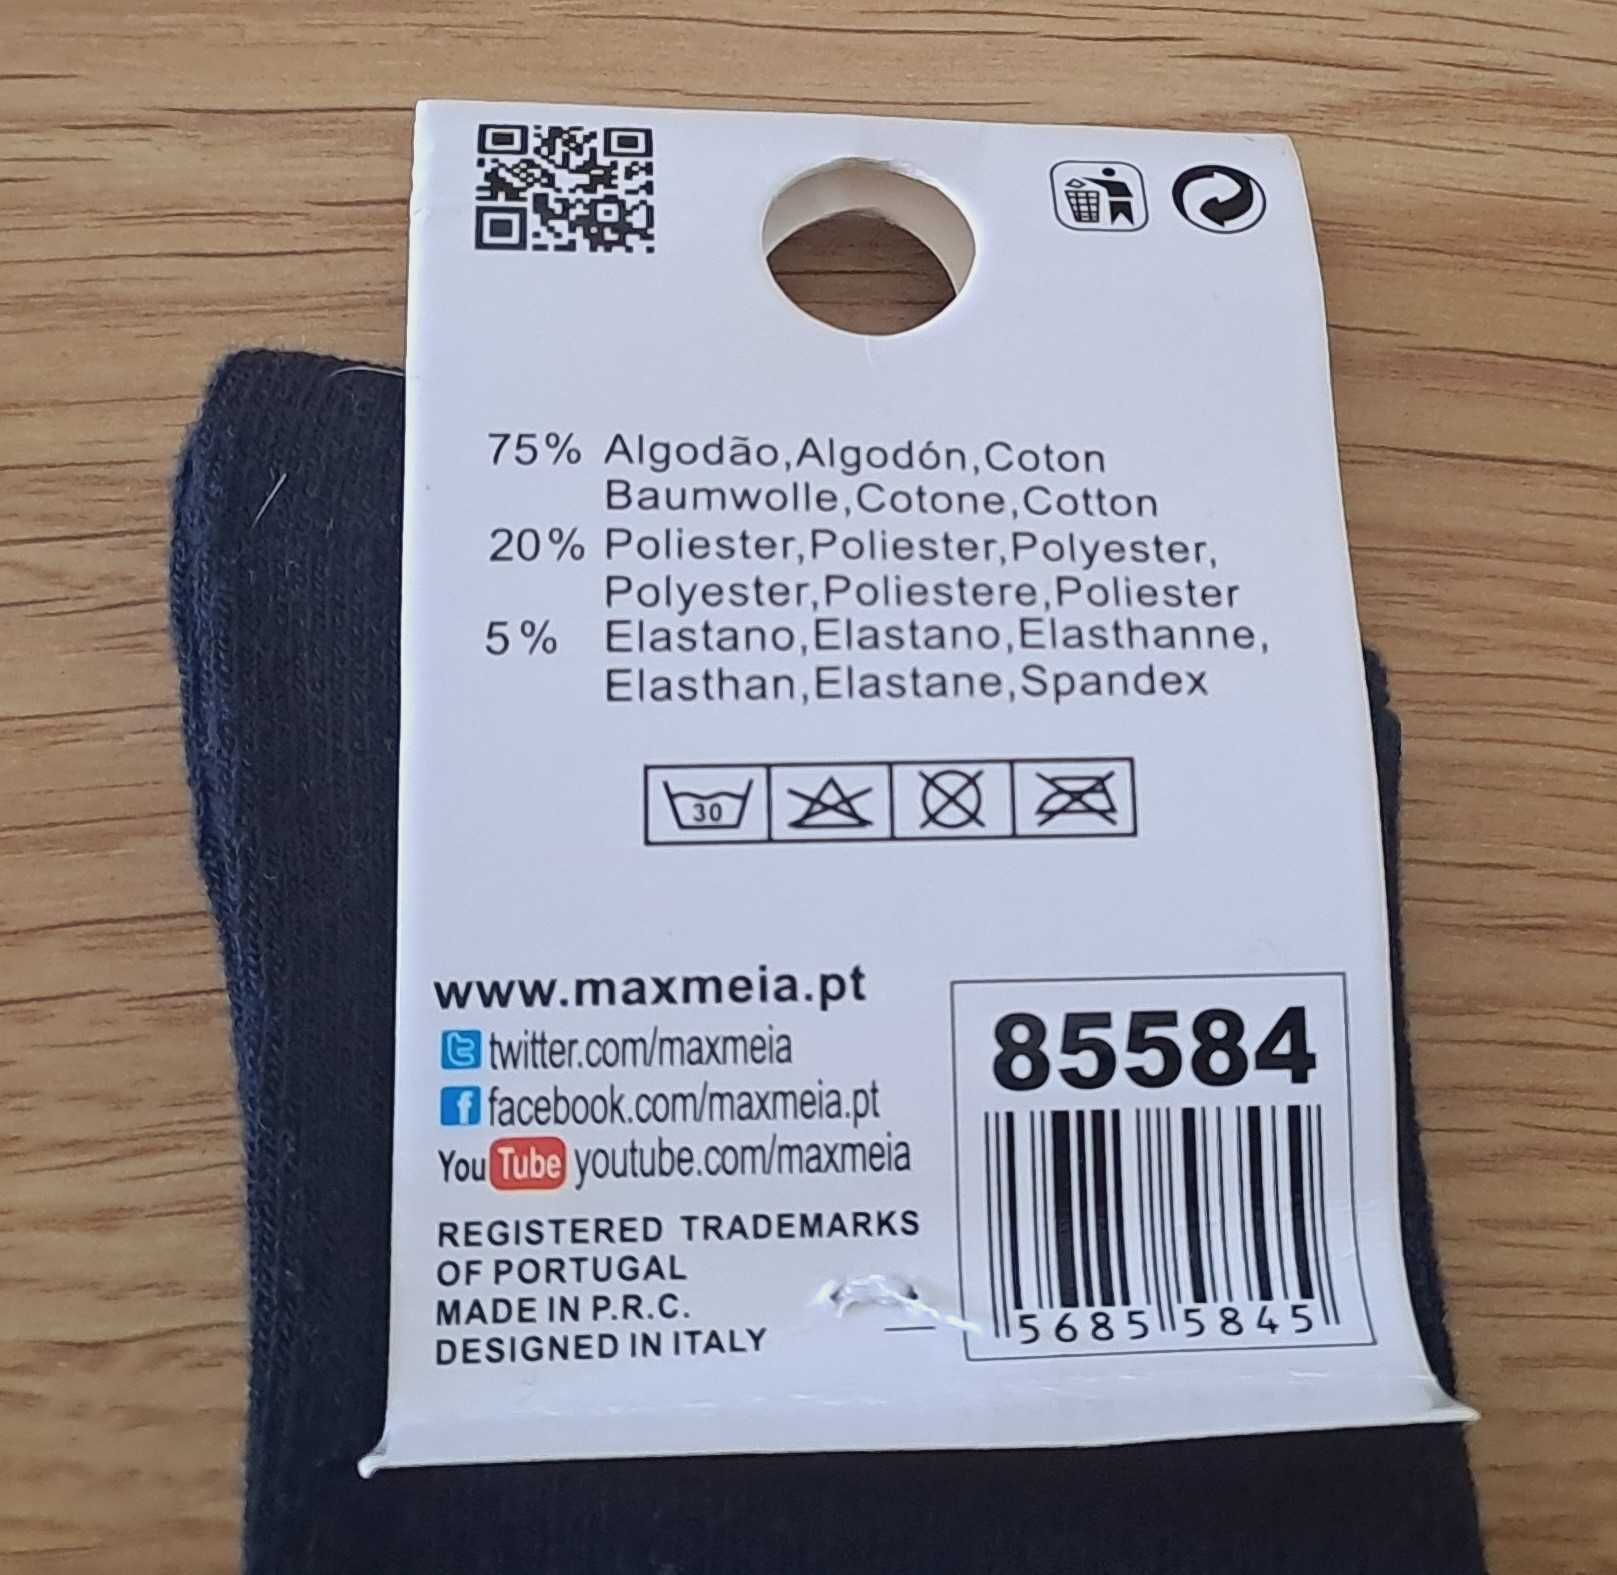 75% Algodão,Algodón,Coton
Baumwolle,Cotone,Cotton
20% Poliester,Poliester,Polyester,
Polyester,Poliestere,Poliester
5% Elastano,Elastano,Elasthanne,
Elasthan,Elastane,Spandex
30
www.maxmeia.pt
twitter.com/maxmeia
facebook.com/maxmeia.pt
YouTube youtube.com/maxmeia
REGISTERED TRADEMARKS
OF PORTUGAL
MADE IN P.R.C.
DESIGNED IN ITALY
85584
5685 5845